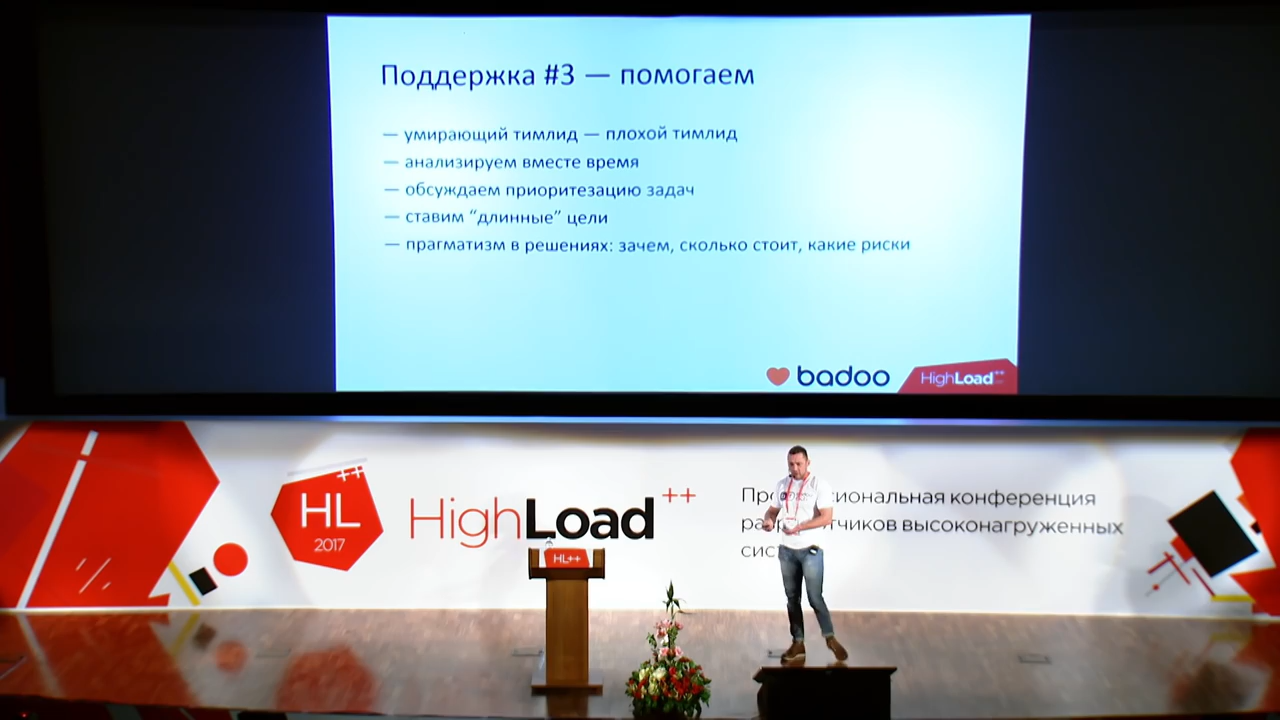 Поддержка #3 — помогаем
— умирающий тимлид — плохой тимлид
— анализируем вместе время
— обсуждаем приоритезацию задач
— ставим “длинные” цели
— прагматизм в решениях: зачем, сколько стоит, какие риски
badoo
HighLoad++
++
HL
2017
HighLoad++
HL++
конференция
высоконагруженных